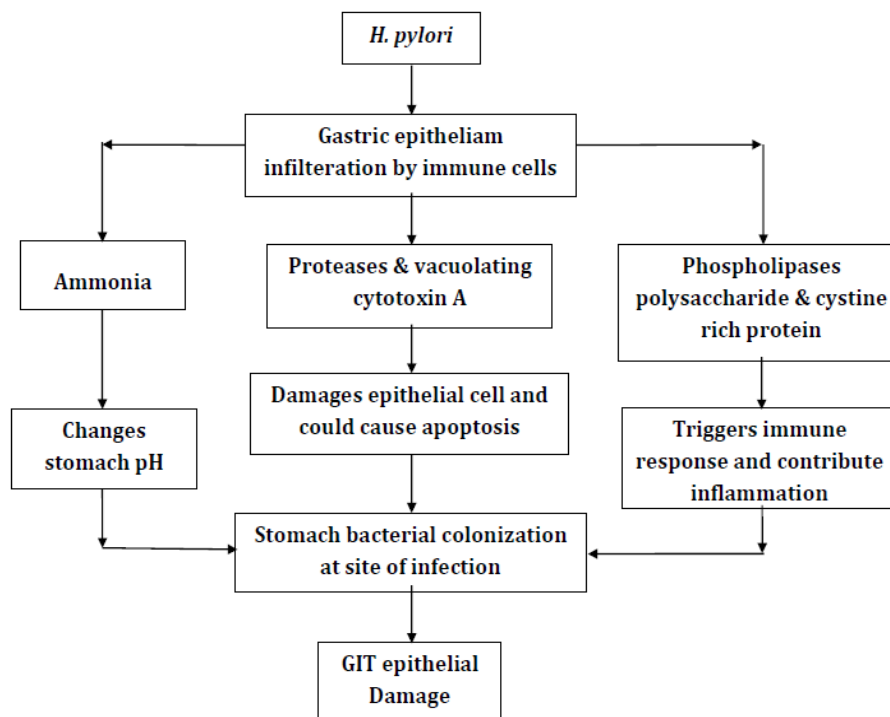 H. pylori
Gastric epitheliam
infilteration by immune cells
Ammonia
Proteases & vacuolating
cytotoxin A
Phospholipases
polysaccharide & cystine
rich protein
Changes
stomach pH
Damages epithelial cell and
could cause apoptosis
Triggers immune
response and contribute
inflammation
Stomach bacterial colonization
at site of infection
GIT epithelial
Damage